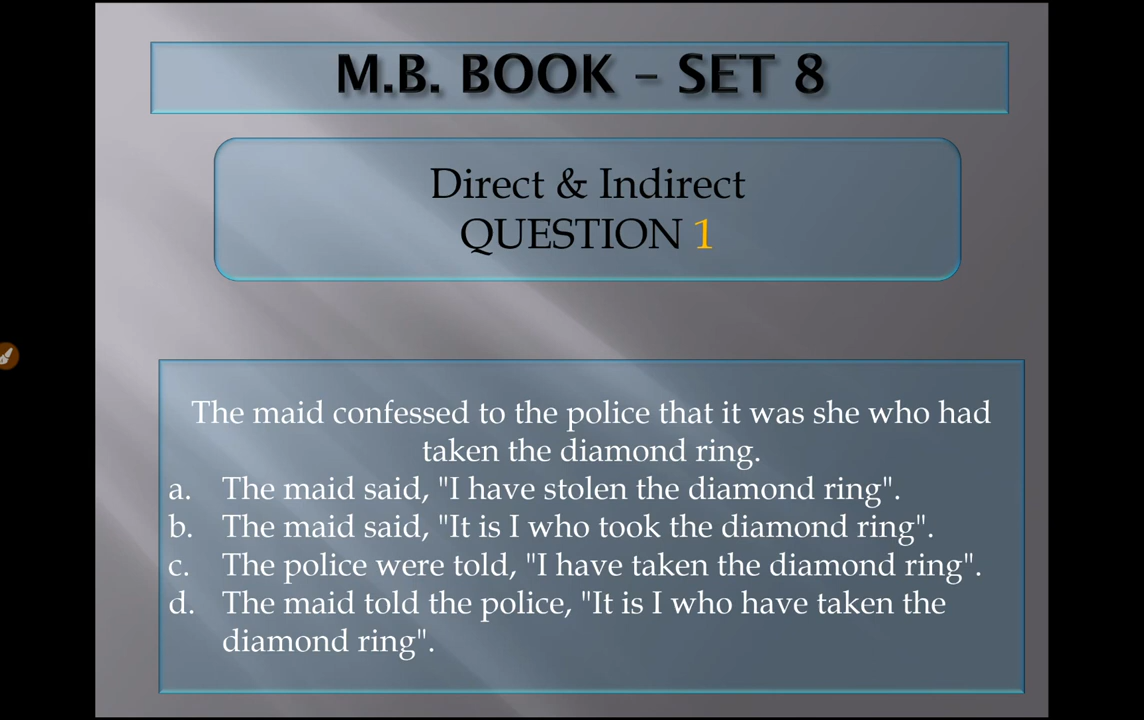 M.B. BOOK – SET 8
Direct & Indirect
QUESTION 1
The maid confessed to the police that it was she who had
taken the diamond ring.
a. The maid said, "I have stolen the diamond ring".
b. The maid said, "It is I who took the diamond ring".
c. The police were told, "I have taken the diamond ring".
d. The maid told the police, "It is I who have taken the
diamond ring".